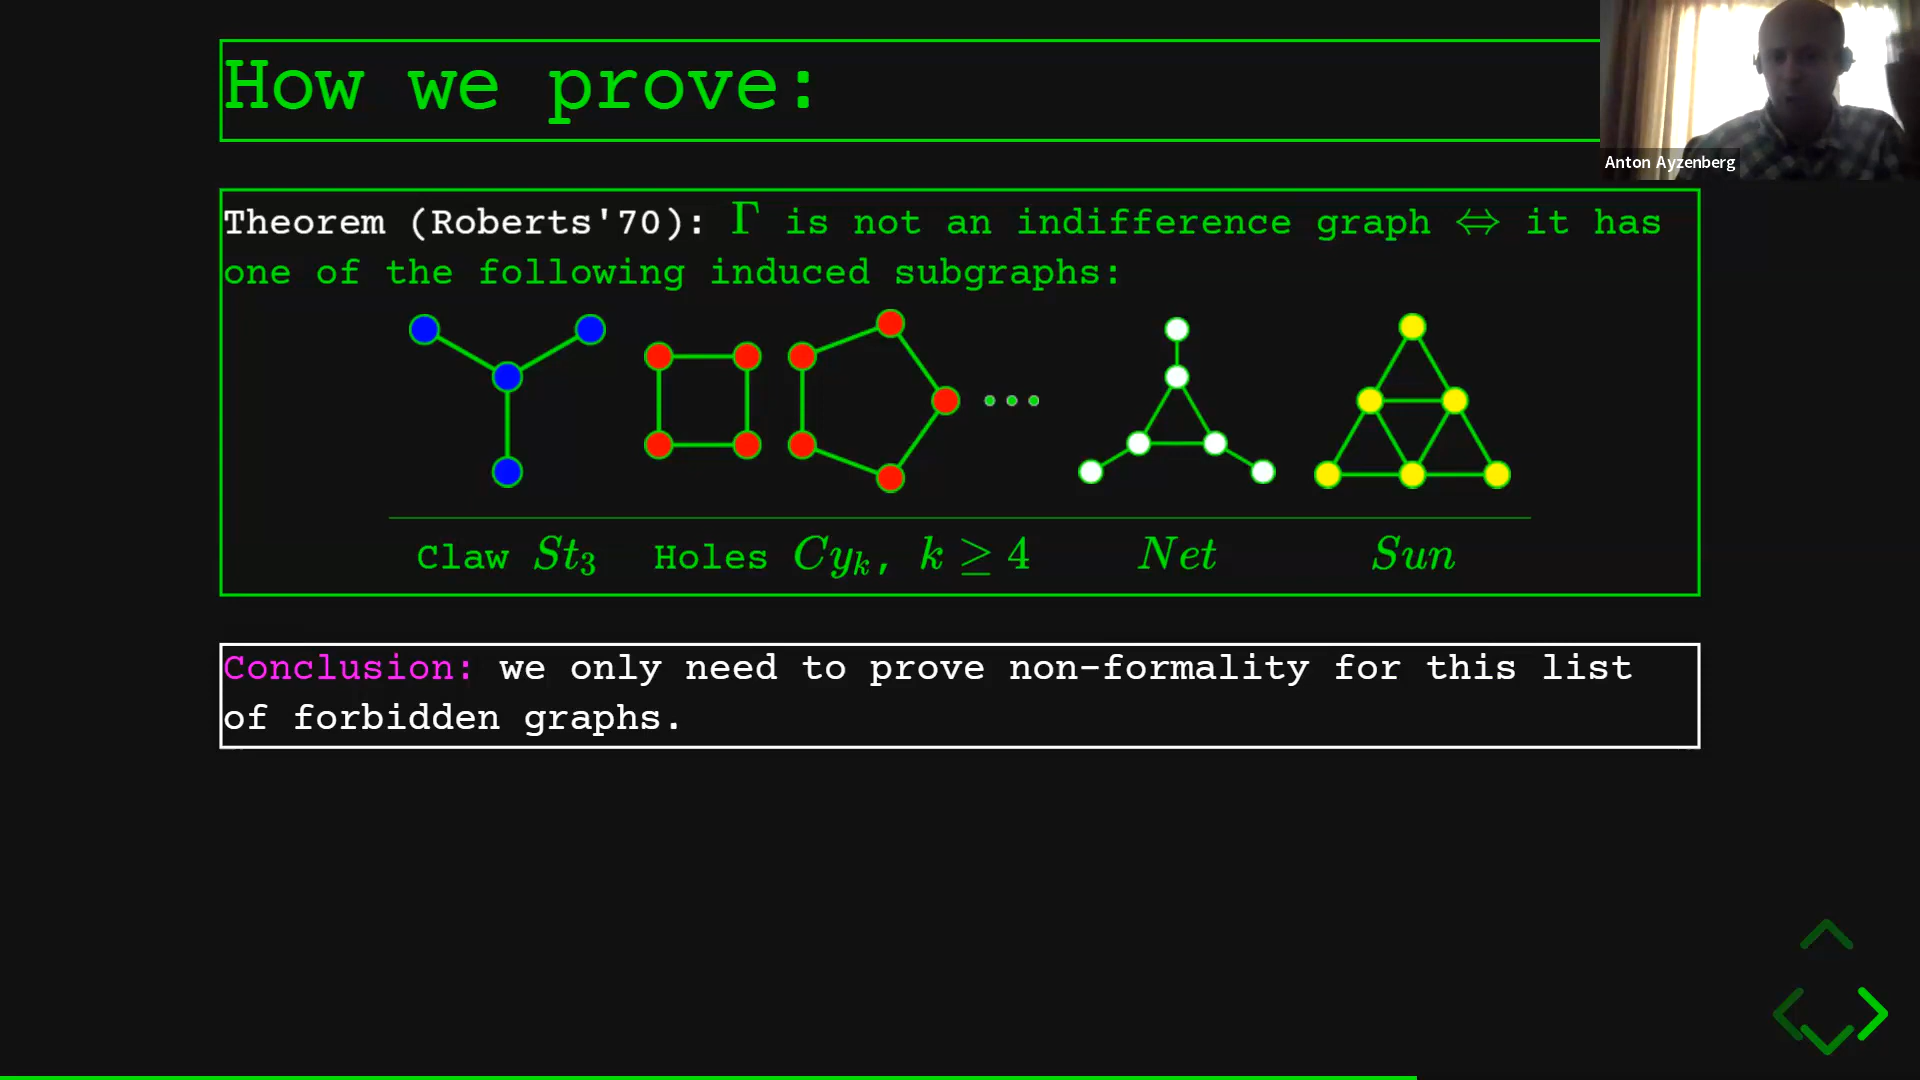 How we prove:
Anton Ayzenberg
Theorem (Roberts'70): Γ is not an indifference graph ⇔ it has
one of the following induced subgraphs:
Claw St₃ Holes Cyₖ, k ≥ 4 Net Sun
Conclusion: we only need to prove non-formality for this list
of forbidden graphs.